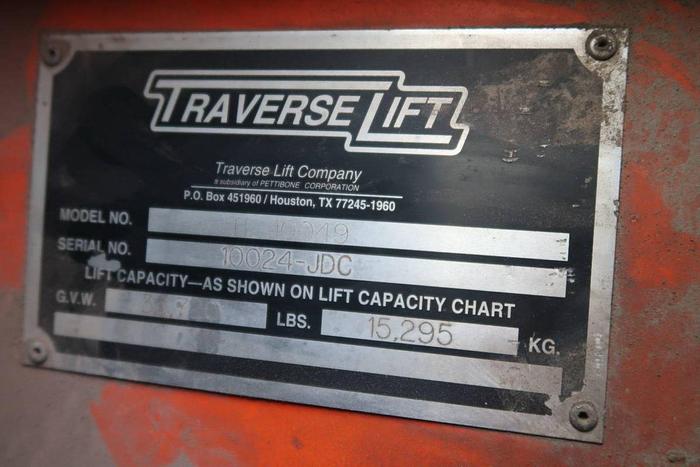 TRAVERSE LIFT
Traverse Lift Company
a subsidiary of PETTIBONE CORPORATION
P.O. Box 451960 / Houston, TX 77245-1960
MODEL NO.
SERIAL NO. 10024-JDC
LIFT CAPACITY—AS SHOWN ON LIFT CAPACITY CHART
G.V.W. LBS. 15,295 KG.